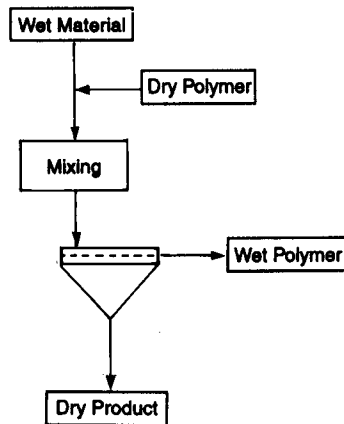 Wet Material
Dry Polymer
Mixing
Wet Polymer
Dry Product